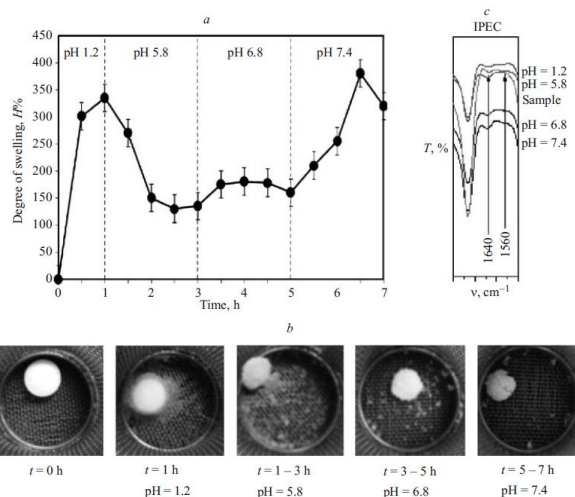 a
450
400
350
300
250
200
150
100
50
0
Degree of swelling, H%
pH 1.2 pH 5.8 pH 6.8 pH 7.4
0 1 2 3 4 5 6 7
Time, h
c
IPEC
pH = 1.2
pH = 5.8
Sample
pH = 6.8
pH = 7.4
T, %
1640
1560
ν, cm⁻¹
b
t = 0 h t = 1 h t = 1 – 3 h t = 3 – 5 h t = 5 – 7 h
pH = 1.2 pH = 5.8 pH = 6.8 pH = 7.4